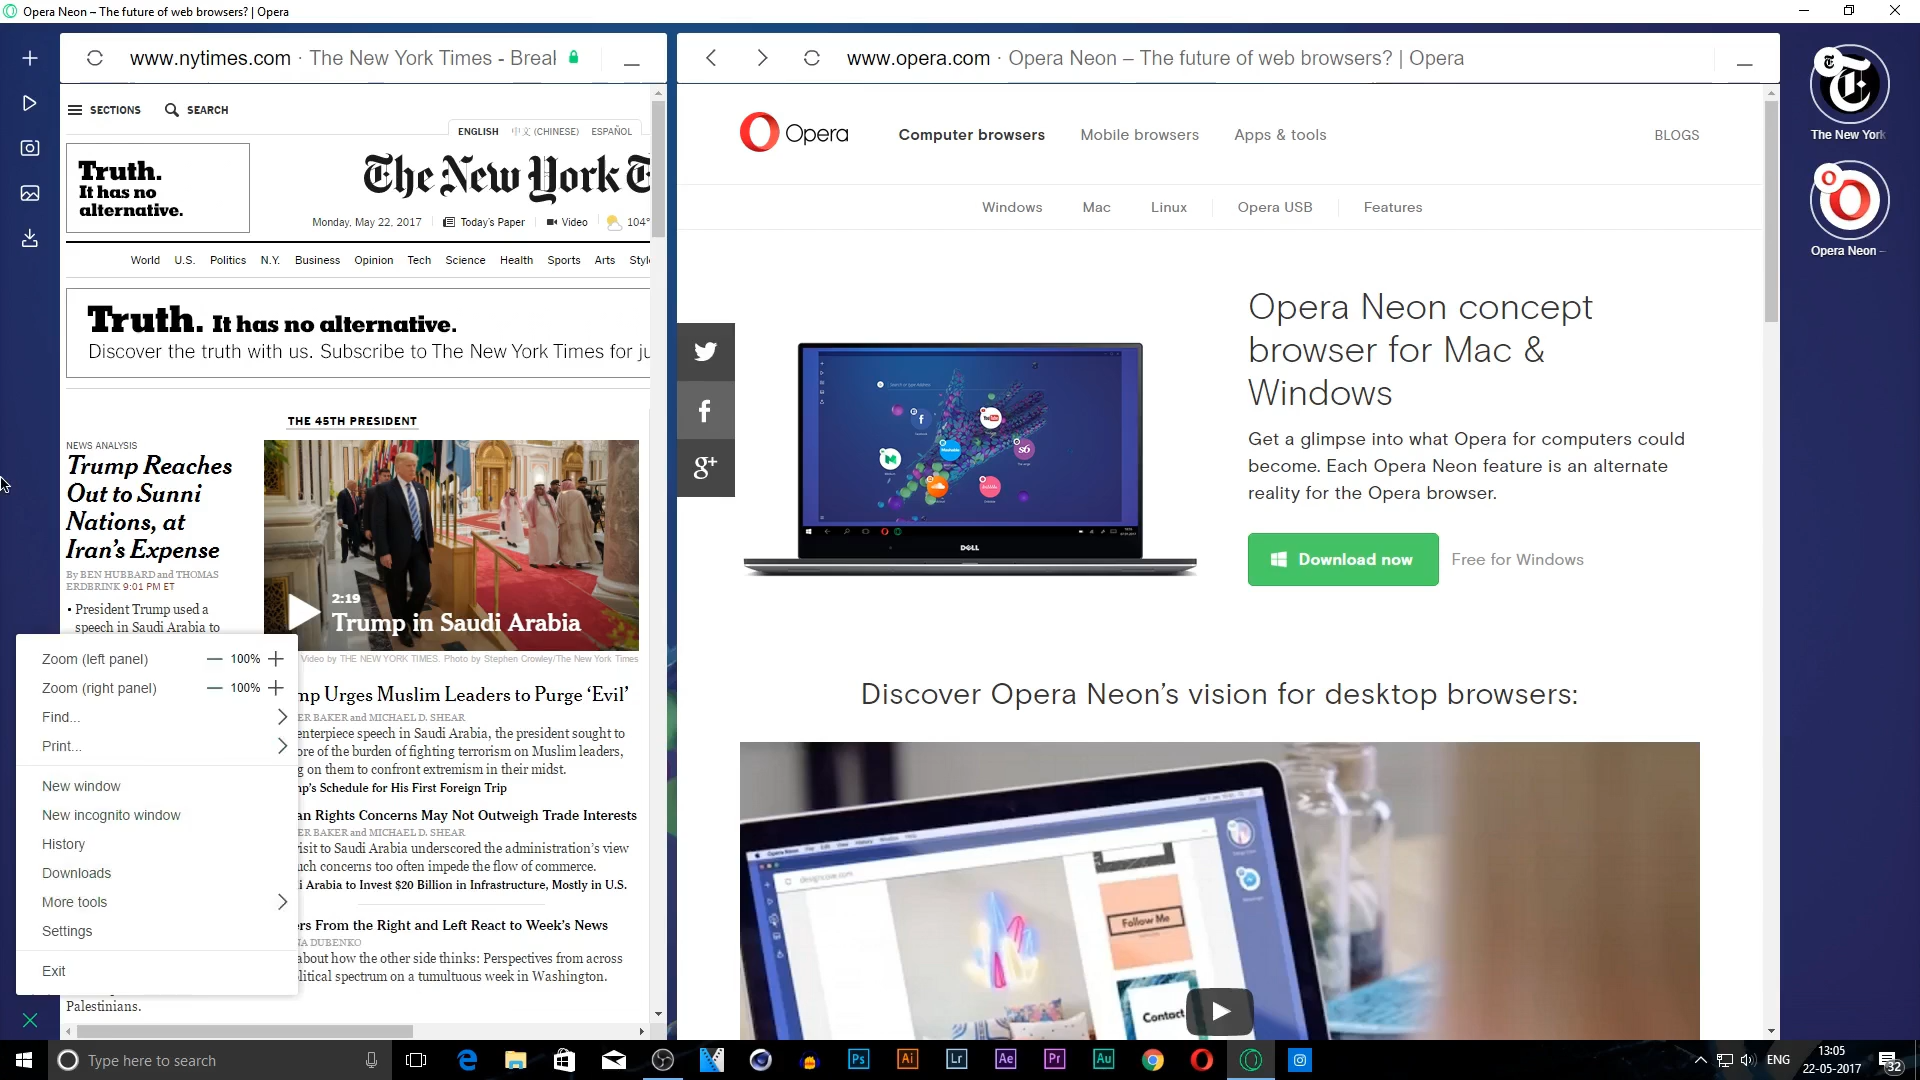 Opera Neon – The future of web browsers? | Opera
www.nytimes.com · The New York Times - Breal
www.opera.com · Opera Neon – The future of web browsers? | Opera
SECTIONS
SEARCH
ENGLISH
中文 (CHINESE)
ESPAÑOL
Truth.
It has no
alternative.
The New York T
Monday, May 22, 2017
Today's Paper
Video
104°
World U.S. Politics N.Y. Business Opinion Tech Science Health Sports Arts Style
Truth. It has no alternative.
Discover the truth with us. Subscribe to The New York Times for ju
THE 45TH PRESIDENT
NEWS ANALYSIS
Trump Reaches
Out to Sunni
Nations, at
Iran's Expense
By BEN HUBBARD and THOMAS
ERDBRINK 9:01 PM ET
• President Trump used a
speech in Saudi Arabia to
2:19
Trump in Saudi Arabia
Video by THE NEW YORK TIMES. Photo by Stephen Crowley/The New York Times
mp Urges Muslim Leaders to Purge ‘Evil’
ER BAKER and MICHAEL D. SHEAR
enterpiece speech in Saudi Arabia, the president sought to
ore of the burden of fighting terrorism on Muslim leaders,
g on them to confront extremism in their midst.
np's Schedule for His First Foreign Trip
an Rights Concerns May Not Outweigh Trade Interests
ER BAKER and MICHAEL D. SHEAR
isit to Saudi Arabia underscored the administration's view
uch concerns too often impede the flow of commerce.
i Arabia to Invest $20 Billion in Infrastructure, Mostly in U.S.
rs From the Right and Left React to Week's News
NA DUBENKO
about how the other side thinks: Perspectives from across
litical spectrum on a tumultuous week in Washington.
Palestinians.
Zoom (left panel) — 100% +
Zoom (right panel) — 100% +
Find...
Print...
New window
New incognito window
History
Downloads
More tools
Settings
Exit
Opera
Computer browsers
Mobile browsers
Apps & tools
BLOGS
Windows
Mac
Linux
Opera USB
Features
DELL
Opera Neon concept
browser for Mac &
Windows
Get a glimpse into what Opera for computers could
become. Each Opera Neon feature is an alternate
reality for the Opera browser.
Download now
Free for Windows
Discover Opera Neon’s vision for desktop browsers:
Follow Me
Contact
The New York
Opera Neon –
Type here to search
Ps
Ai
Lr
Ae
Pr
Au
ENG
13:05
22-05-2017
32